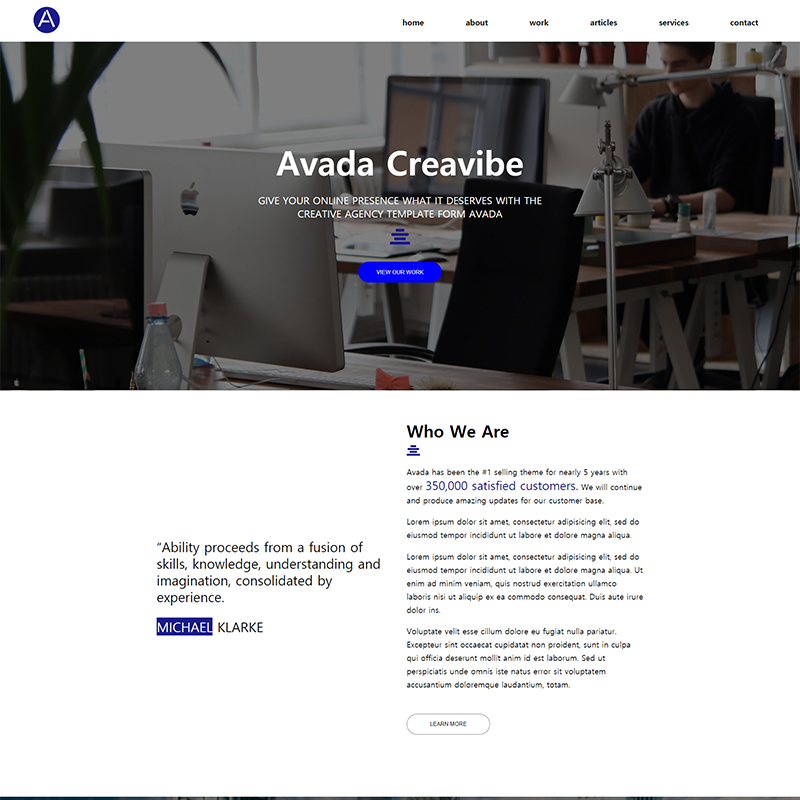 A
home about work articles services contact
Avada Creavibe
GIVE YOUR ONLINE PRESENCE WHAT IT DESERVES WITH THE
CREATIVE AGENCY TEMPLATE FORM AVADA
VIEW OUR WORK
Who We Are
Avada has been the #1 selling theme for nearly 5 years with
over 350,000 satisfied customers. We will continue
and produce amazing updates for our customer base.
Lorem ipsum dolor sit amet, consectetur adipisicing elit, sed do
eiusmod tempor incididunt ut labore et dolore magna aliqua.
Lorem ipsum dolor sit amet, consectetur adipisicing elit, sed do
eiusmod tempor incididunt ut labore et dolore magna aliqua. Ut
enim ad minim veniam, quis nostrud exercitation ullamco
laboris nisi ut aliquip ex ea commodo consequat. Duis aute irure
dolor ins.
Voluptate velit esse cillum dolore eu fugiat nulla pariatur.
Excepteur sint occaecat cupidatat non proident, sunt in culpa
qui officia deserunt mollit anim id est laborum. Sed ut
perspiciatis unde omnis iste natus error sit voluptatem
accusantium doloremque laudantium, totam.
LEARN MORE
“Ability proceeds from a fusion of
skills, knowledge, understanding and
imagination, consolidated by
experience.
MICHAEL KLARKE